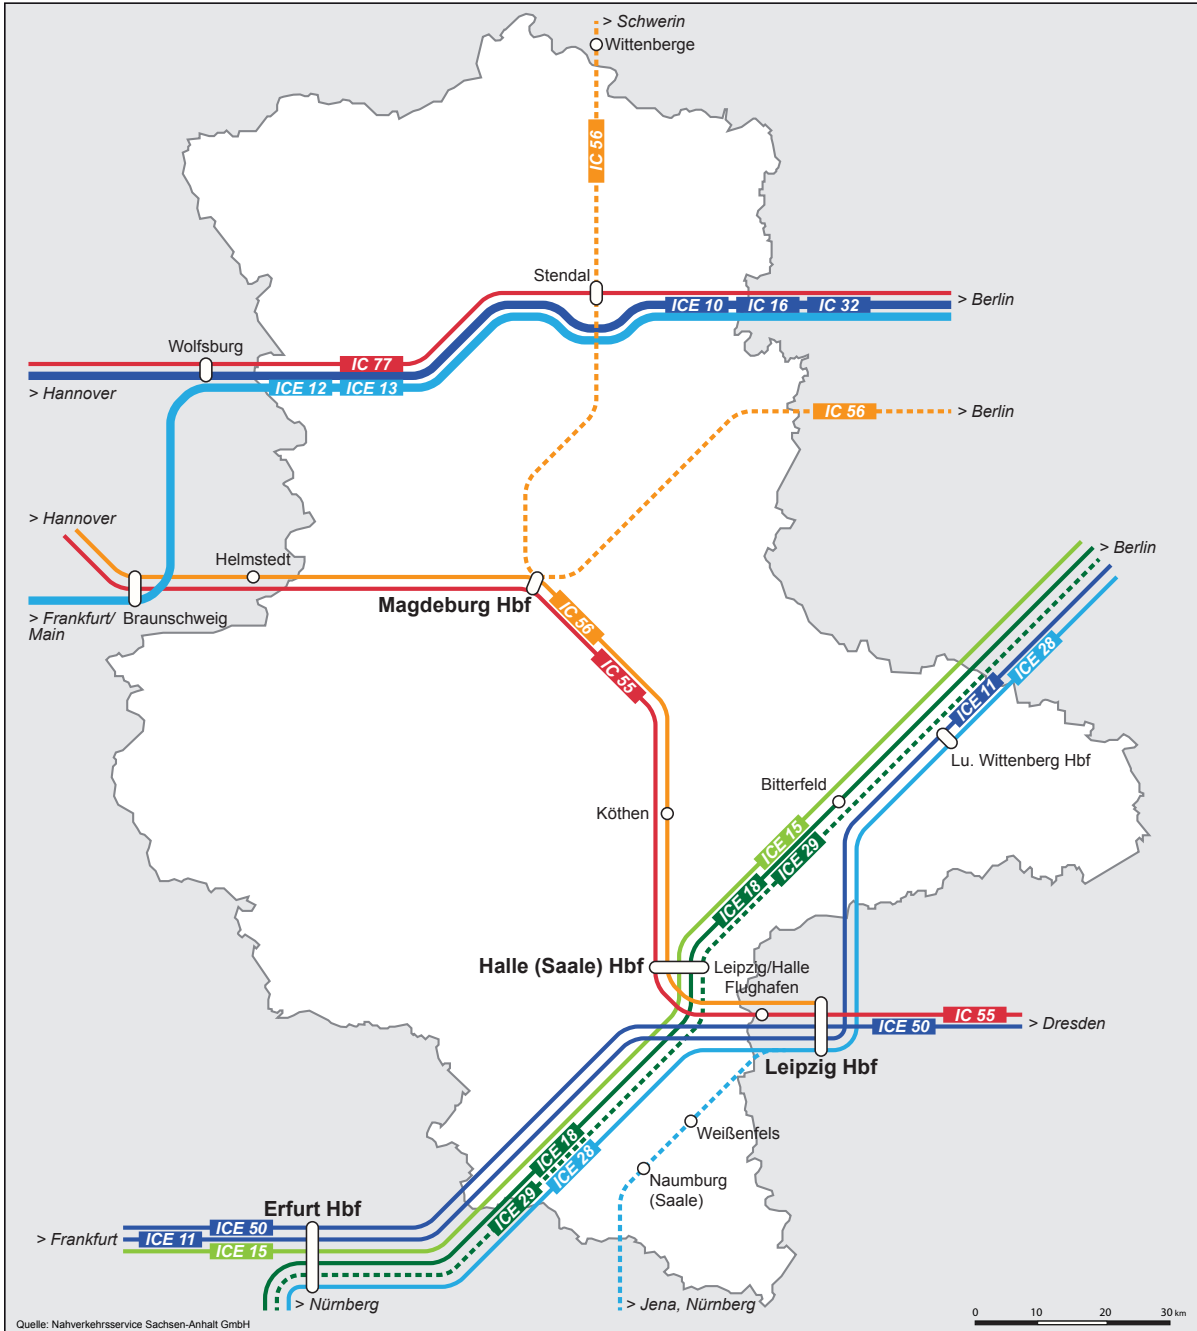 > Schwerin
Wittenberge
IC 56
Stendal
ICE 10
IC 16
IC 32
> Berlin
Wolfsburg
IC 77
> Hannover
ICE 12
ICE 13
IC 56
> Berlin
> Hannover
Helmstedt
> Berlin
Magdeburg Hbf
> Frankfurt/
Main
Braunschweig
IC 56
IC 55
ICE 28
ICE 11
Lu. Wittenberg Hbf
Bitterfeld
Köthen
ICE 15
ICE 29
ICE 18
Halle (Saale) Hbf
Leipzig/Halle
Flughafen
IC 55
ICE 50
> Dresden
Leipzig Hbf
Weißenfels
ICE 18
ICE 28
ICE 29
Naumburg
(Saale)
Erfurt Hbf
ICE 50
> Frankfurt
ICE 11
ICE 15
> Nürnberg
> Jena, Nürnberg
0 10 20 30 km
Quelle: Nahverkehrsservice Sachsen-Anhalt GmbH